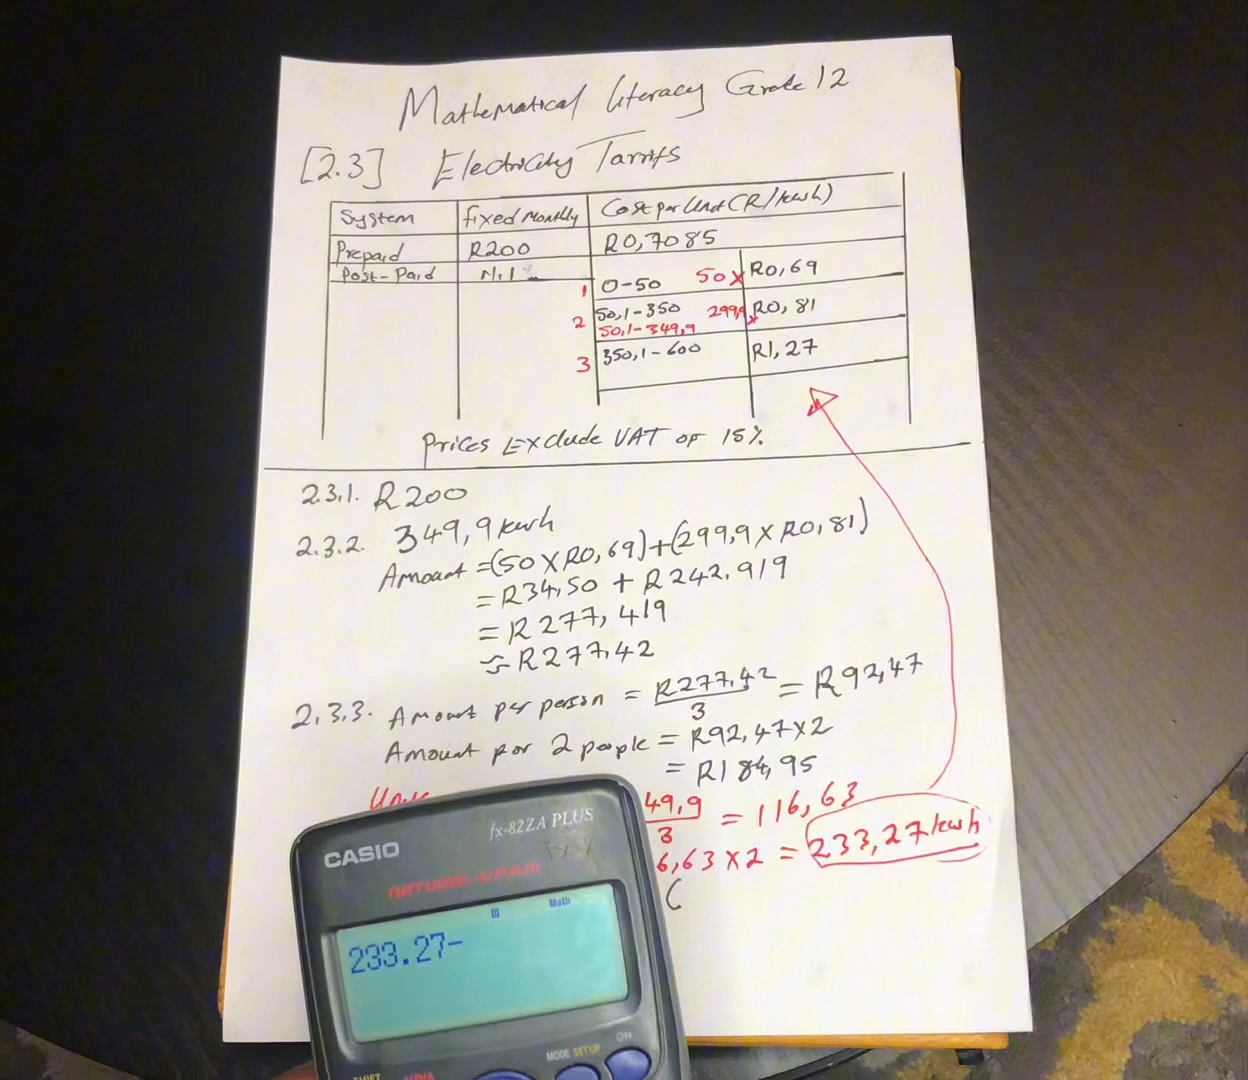 Mathematical Literacy Grade 12
[2.3] Electricity Tarrifs
System Fixed Monthly Cost Per Unit (R/kwh)
Prepaid R200 R0,7085
Post-Paid Nil
1 0-50 50x R0,69
2 50,1-350 299,9x R0,81
50,1-349,9
3 350,1-600 R1,27
Prices Exclude VAT of 15%
2.3.1. R200
2.3.2. 349,9 kwh
Amount = (50 x R0,69) + (299,9 x R0,81)
= R34,50 + R242.919
= R277,419
≈ R277,42
2.3.3. Amount per person = R277,42 / 3 = R92,47
Amount for 2 people = R92,47 x 2
= R184,95
49,9 / 3 = 116,63
6,63 x 2 = 233,27 kwh
(
CASIO fx-82ZA PLUS
NATURAL-V.P.A.M.
D Math
233.27-
MODE SETUP ON
SHIFT ALPHA